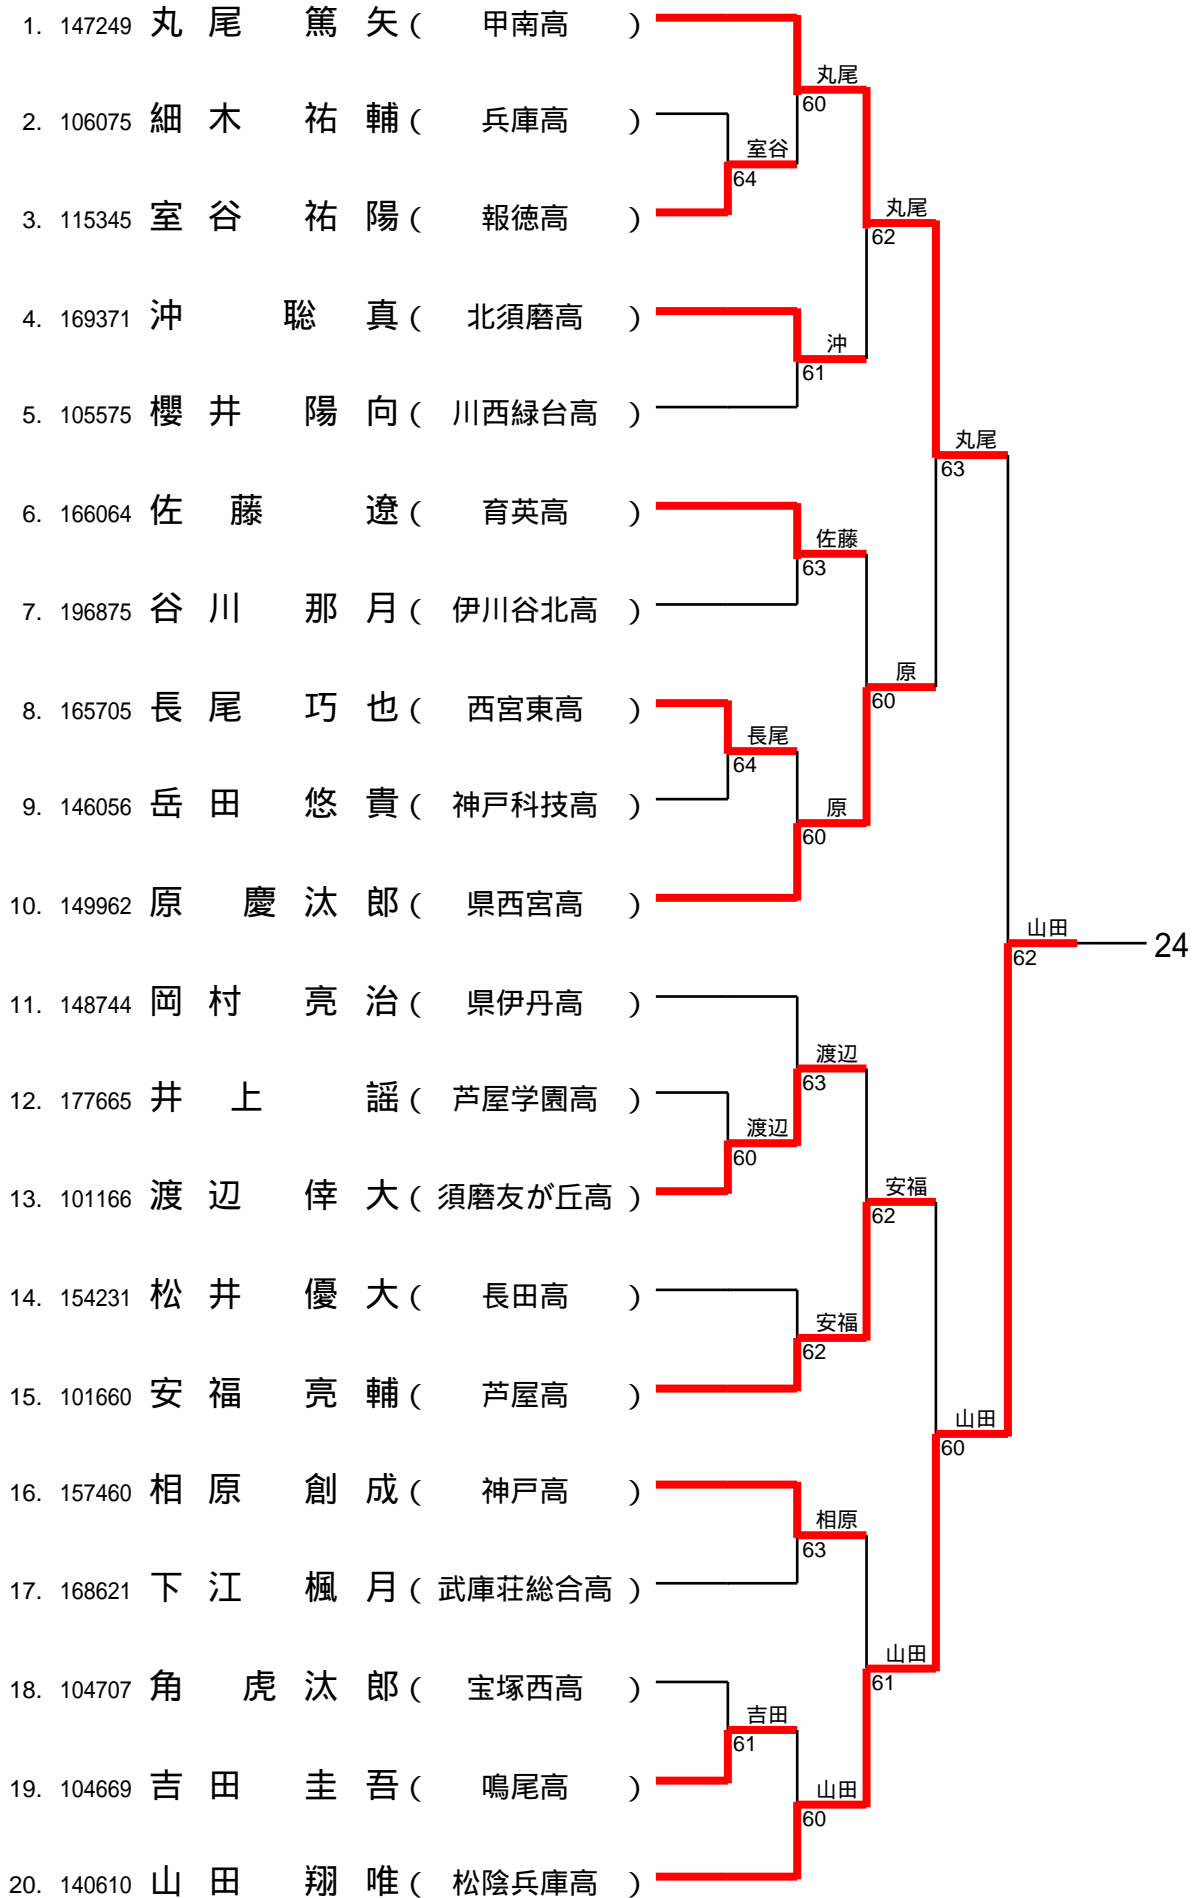 1. 147249 丸尾 篤矢 ( 甲南高 )
丸尾
60
2. 106075 細木 祐輔 ( 兵庫高 )
室谷
64
3. 115345 室谷 祐陽 ( 報徳高 )
丸尾
62
4. 169371 沖 聡真 ( 北須磨高 )
沖
61
5. 105575 櫻井 陽向 ( 川西緑台高 )
丸尾
63
6. 166064 佐藤 遼 ( 育英高 )
佐藤
63
7. 196875 谷川 那月 ( 伊川谷北高 )
原
60
8. 165705 長尾 巧也 ( 西宮東高 )
長尾
64
9. 146056 岳田 悠貴 ( 神戸科技高 )
原
60
10. 149962 原 慶汰郎 ( 県西宮高 )
山田
62
24
11. 148744 岡村 亮治 ( 県伊丹高 )
渡辺
63
12. 177665 井上 謡 ( 芦屋学園高 )
渡辺
60
13. 101166 渡辺 倖大 ( 須磨友が丘高 )
安福
62
14. 154231 松井 優大 ( 長田高 )
安福
62
15. 101660 安福 亮輔 ( 芦屋高 )
山田
60
16. 157460 相原 創成 ( 神戸高 )
相原
63
17. 168621 下江 楓月 ( 武庫荘総合高 )
山田
61
18. 104707 角 虎汰郎 ( 宝塚西高 )
吉田
61
19. 104669 吉田 圭吾 ( 鳴尾高 )
山田
60
20. 140610 山田 翔唯 ( 松陰兵庫高 )